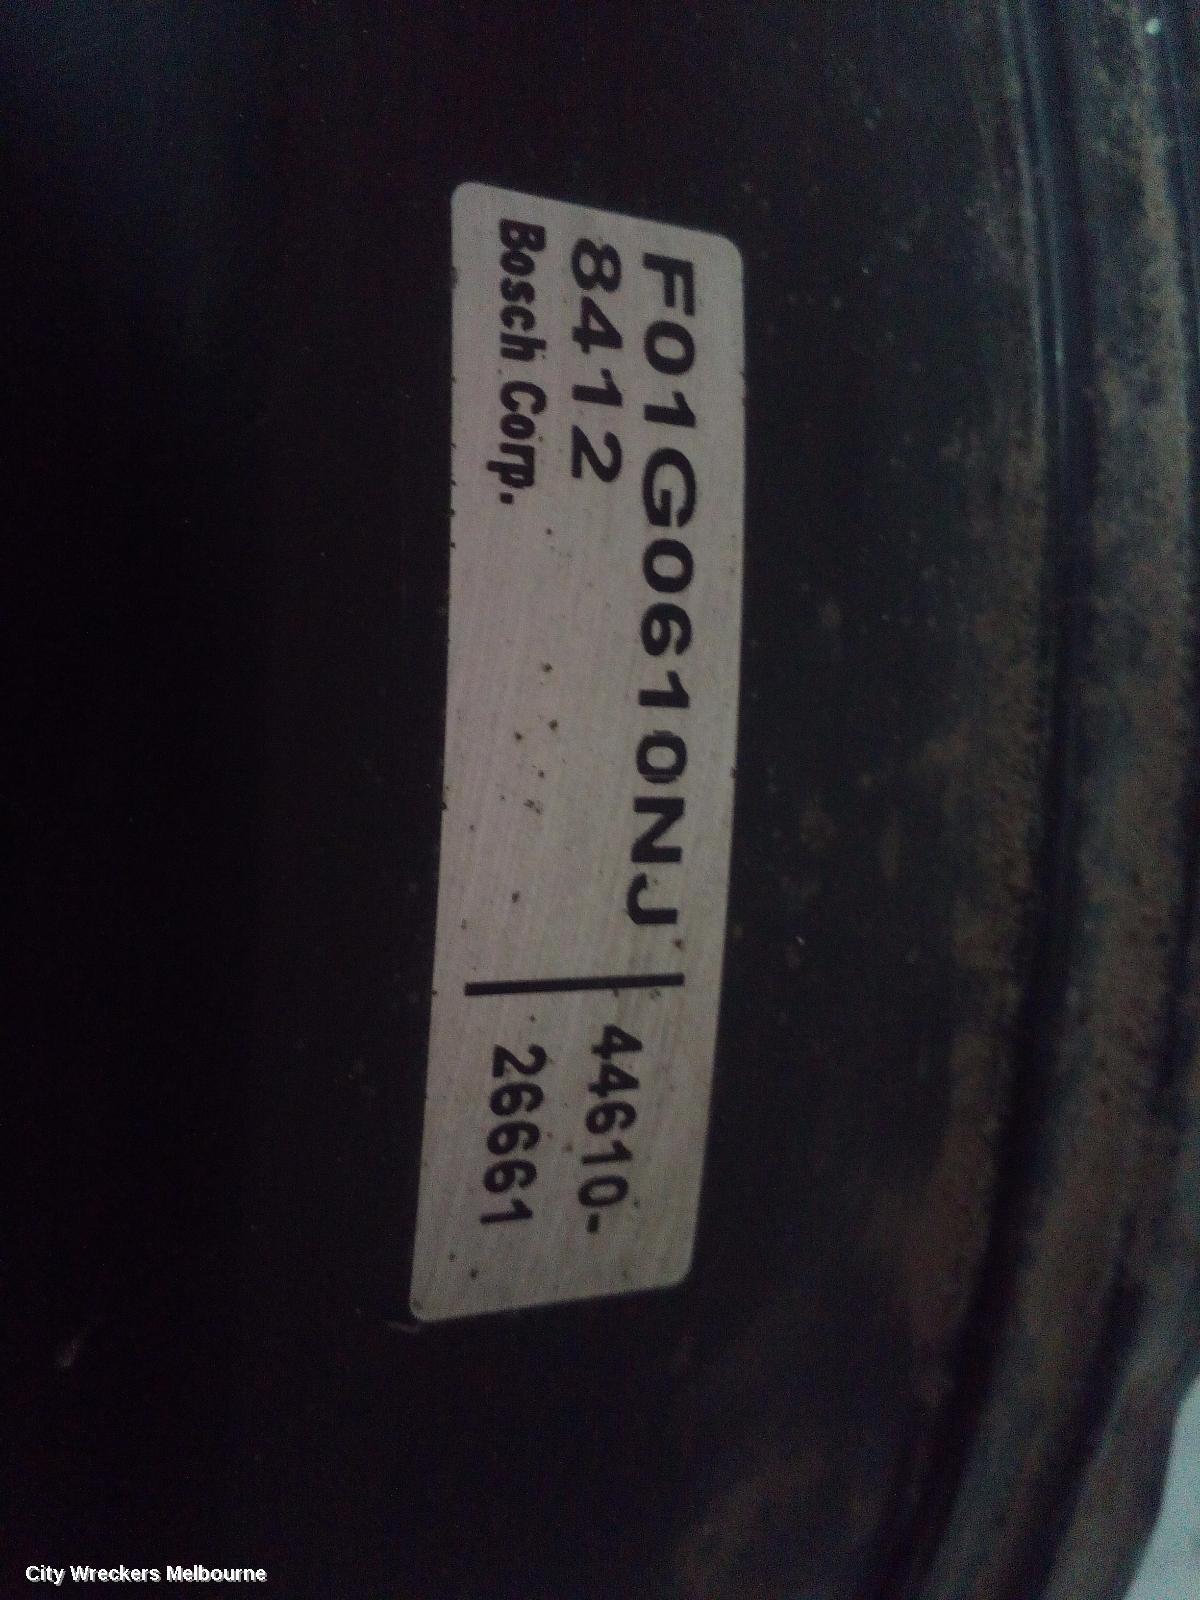 F01G0610NJ
8412
Bosch Corp.
44610-
26661
City Wreckers Melbourne